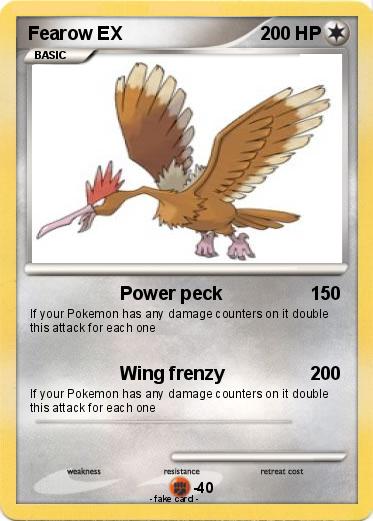 Fearow EX 200 HP
BASIC
Power peck 150
If your Pokemon has any damage counters on it double
this attack for each one
Wing frenzy 200
If your Pokemon has any damage counters on it double
this attack for each one
weakness resistance retreat cost
-40
- fake card -